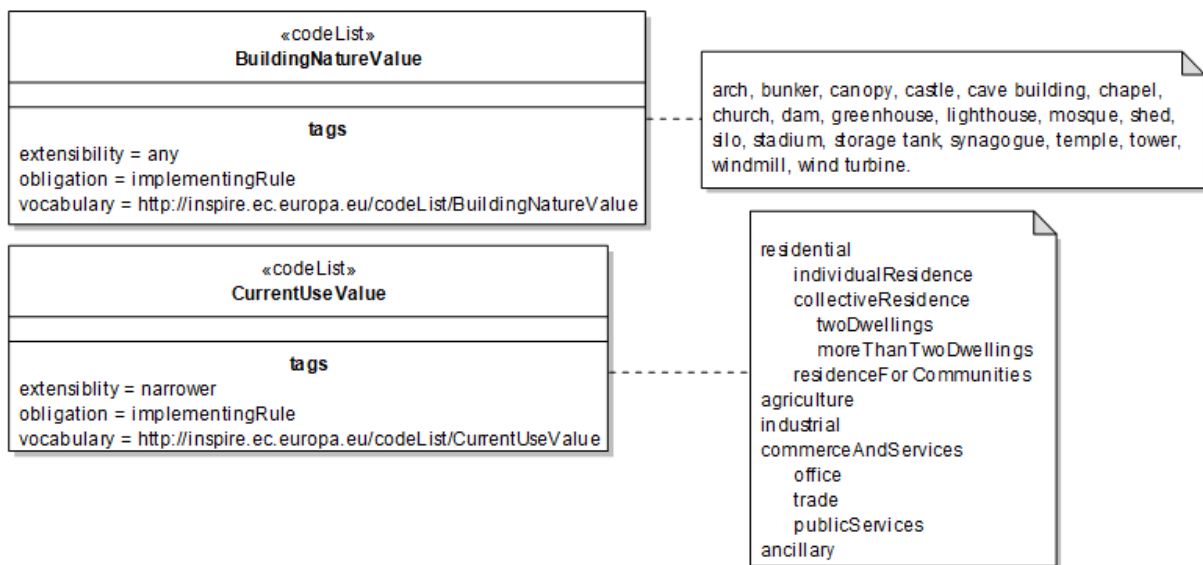 «codeList»
BuildingNatureValue
tags
extensibility = any
obligation = implementingRule
vocabulary = http://inspire.ec.europa.eu/codeList/BuildingNatureValue
arch, bunker, canopy, castle, cave building, chapel,
church, dam, greenhouse, lighthouse, mosque, shed,
silo, stadium, storage tank, synagogue, temple, tower,
windmill, wind turbine.
«codeList»
CurrentUseValue
tags
extensiblity = narrower
obligation = implementingRule
vocabulary = http://inspire.ec.europa.eu/codeList/CurrentUseValue
residential
individualResidence
collectiveResidence
twoDwellings
moreThanTwoDwellings
residenceFor Communities
agriculture
industrial
commerceAndServices
office
trade
publicServices
ancillary